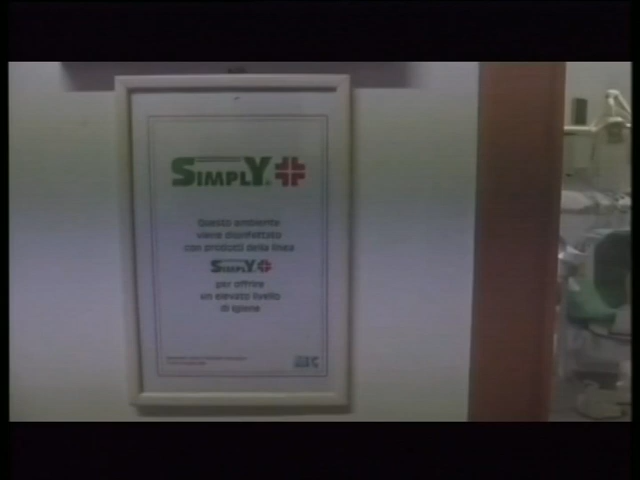 SIMPLY
Questo ambiente
viene disinfettato
con prodotti della linea
SIMPLY
per offrire
un elevato livello
di igiene